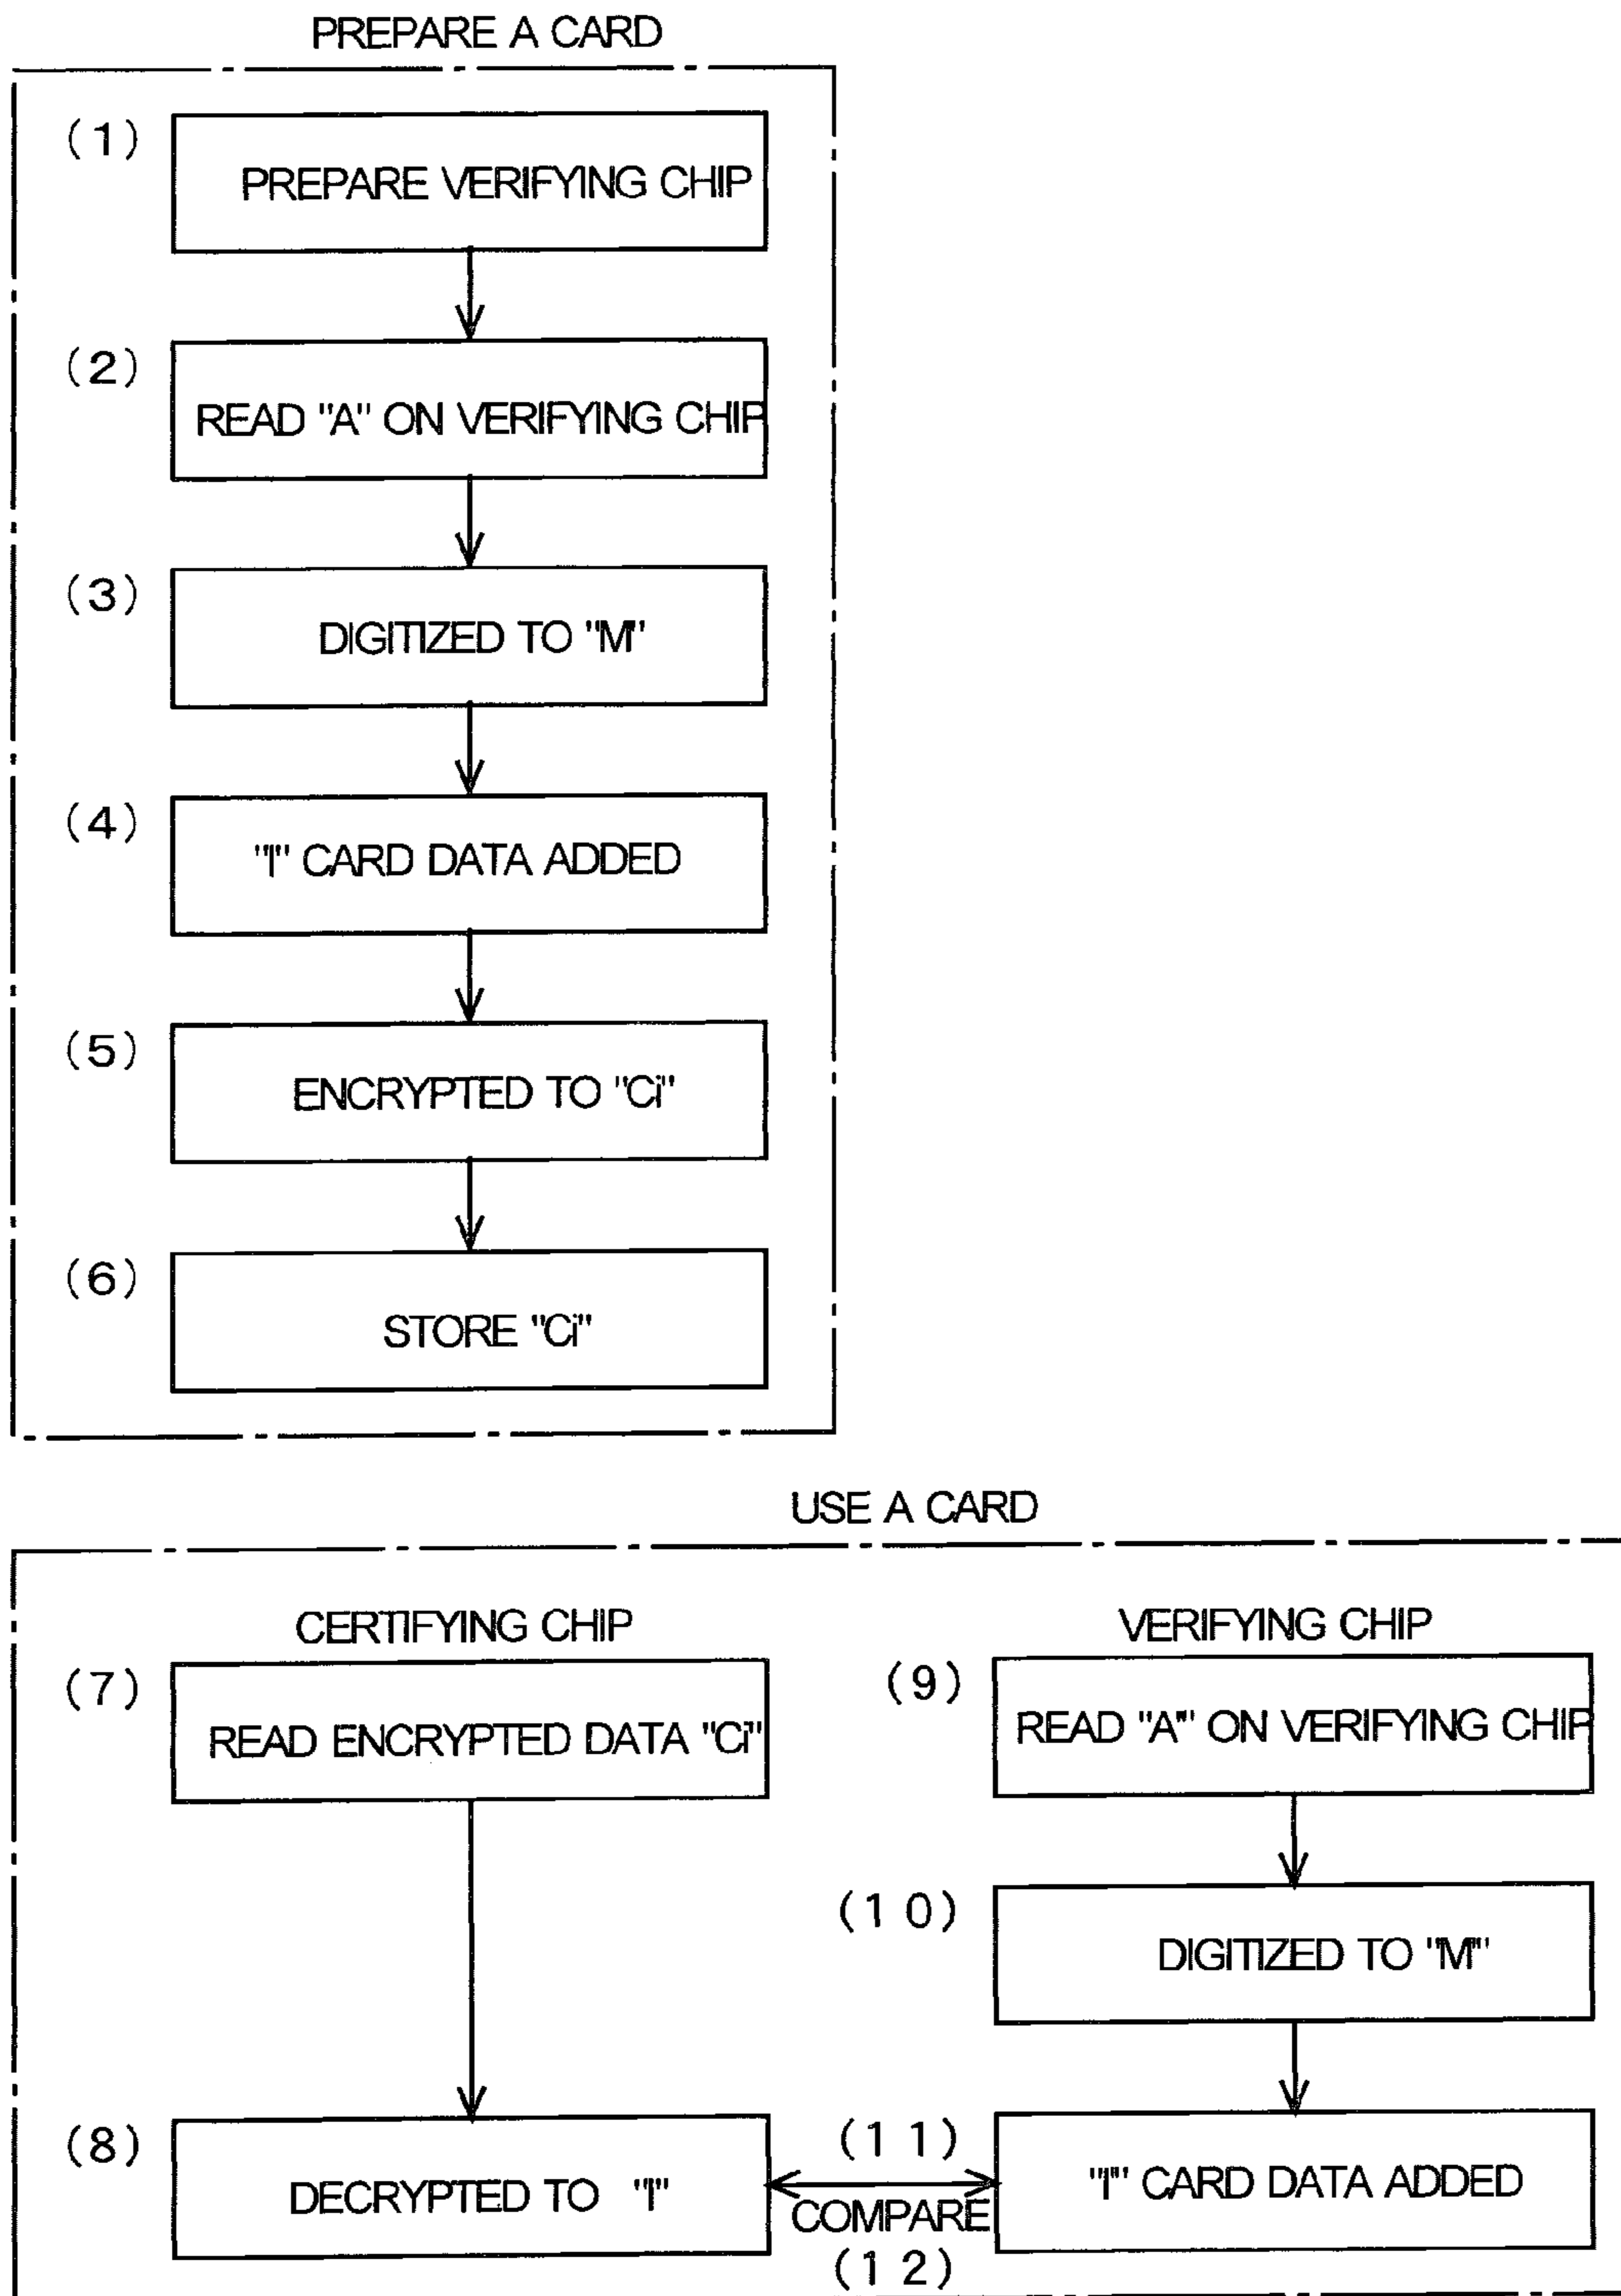 PREPARE A CARD
(1)
PREPARE VERIFYING CHIP
(2)
READ "A" ON VERIFYING CHIP
(3)
DIGITIZED TO "M"
(4)
"I" CARD DATA ADDED
(5)
ENCRYPTED TO "Ci"
(6)
STORE "Ci"
USE A CARD
CERTIFYING CHIP
(7)
READ ENCRYPTED DATA "Ci"
(8)
DECRYPTED TO "I"
VERIFYING CHIP
(9)
READ "A'" ON VERIFYING CHIP
(10)
DIGITIZED TO "M'"
(11)
"I'" CARD DATA ADDED
COMPARE
(12)